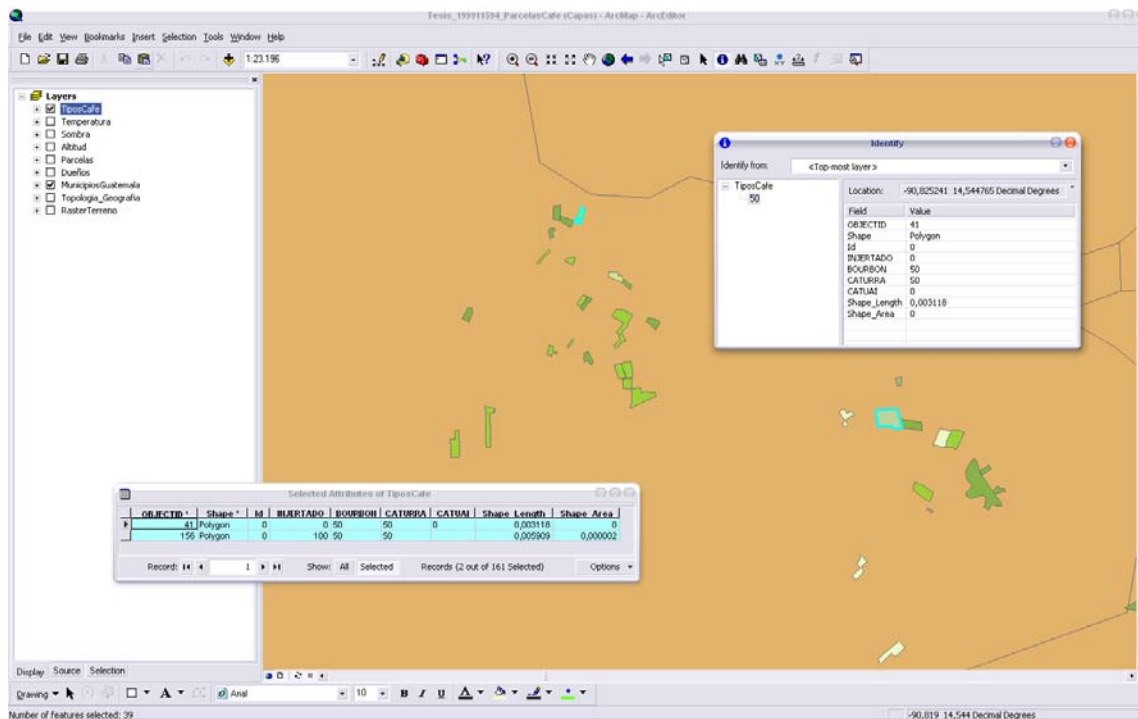 Tesis_199911594_ParcelasCafe (Capas) - ArcMap - ArcEditor
File Edit View Bookmarks Insert Selection Tools Window Help
1:23.196
Layers
TiposCafe
Temperatura
Sombra
Altitud
Parcelas
Dueños
MunicipiosGuatemala
Topologia_Geografia
RasterTerreno
Identify
Identify from: <Top-most layer>
TiposCafe
50
Location: -90,825241 14,544765 Decimal Degrees
Field Value
OBJECTID 41
Shape Polygon
Id 0
INJERTADO 0
BOURBON 50
CATURRA 50
CATUAI 0
Shape_Length 0,003118
Shape_Area 0
Selected Attributes of TiposCafe
OBJECTID * Shape * Id INJERTADO BOURBON CATURRA CATUAI Shape_Length Shape_Area
41 Polygon 0 0 50 50 0 0,003118 0
156 Polygon 0 100 50 50 0,005909 0,000002
Record: 1 Show: All Selected Records (2 out of 161 Selected) Options
Display Source Selection
Drawing A Arial 10 B I U A
Number of features selected: 39 -90,819 14,544 Decimal Degrees